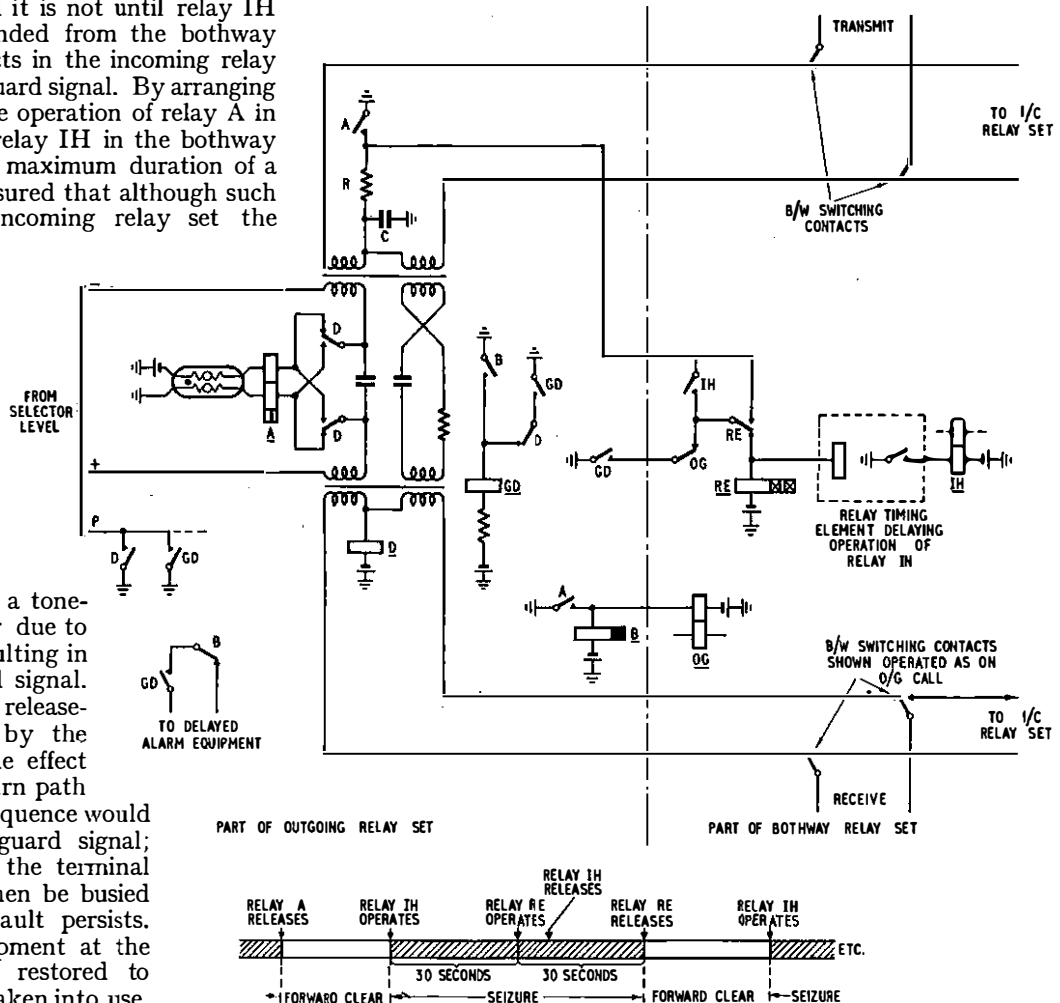 it is not until relay IH
nded from the bothway
cts in the incoming relay
uard signal. By arranging
e operation of relay A in
relay IH in the bothway
maximum duration of a
sured that although such
ncoming relay set the
TRANSMIT
TO I/C
RELAY SET
B/W SWITCHING
CONTACTS
A
R
C
D
B
GD
IH
FROM
SELECTOR
LEVEL
−
A
D
D
GD
OG
RE
+
GD
RE
IH
P
D
GD
D
RELAY TIMING
ELEMENT DELAYING
OPERATION OF
RELAY IN
A
B
OG
a tone-
due to
ulting in
signal.
release-
by the
e effect
urn path
equence would
guard signal;
the terminal
hen be busied
ault persists.
pment at the
restored to
aken into use
GD
B
TO DELAYED
ALARM EQUIPMENT
B/W SWITCHING CONTACTS
SHOWN OPERATED AS ON
O/G CALL
TO I/C
RELAY SET
RECEIVE
PART OF OUTGOING RELAY SET
PART OF BOTHWAY RELAY SET
RELAY A
RELEASES
RELAY IH
OPERATES
RELAY RE
OPERATES
RELAY IH
RELEASES
RELAY RE
RELEASES
RELAY IH
OPERATES
ETC.
30 SECONDS
30 SECONDS
FORWARD CLEAR
SEIZURE
FORWARD CLEAR
SEIZURE